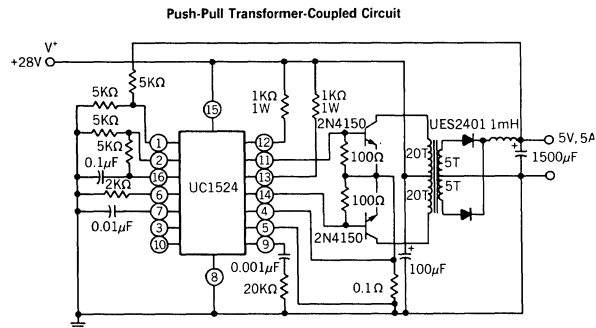 Push-Pull Transformer-Coupled Circuit
V+
+28V
5KΩ
5KΩ
5KΩ
5KΩ
0.1µF
2KΩ
0.01µF
15
1
2
16
6
7
3
10
UC1524
12
11
13
14
4
5
9
8
1KΩ
1W
1KΩ
1W
2N4150
100Ω
100Ω
2N4150
0.001µF
20KΩ
0.1Ω
+
100µF
20T
20T
5T
5T
UES2401
1mH
+
1500µF
5V, 5A